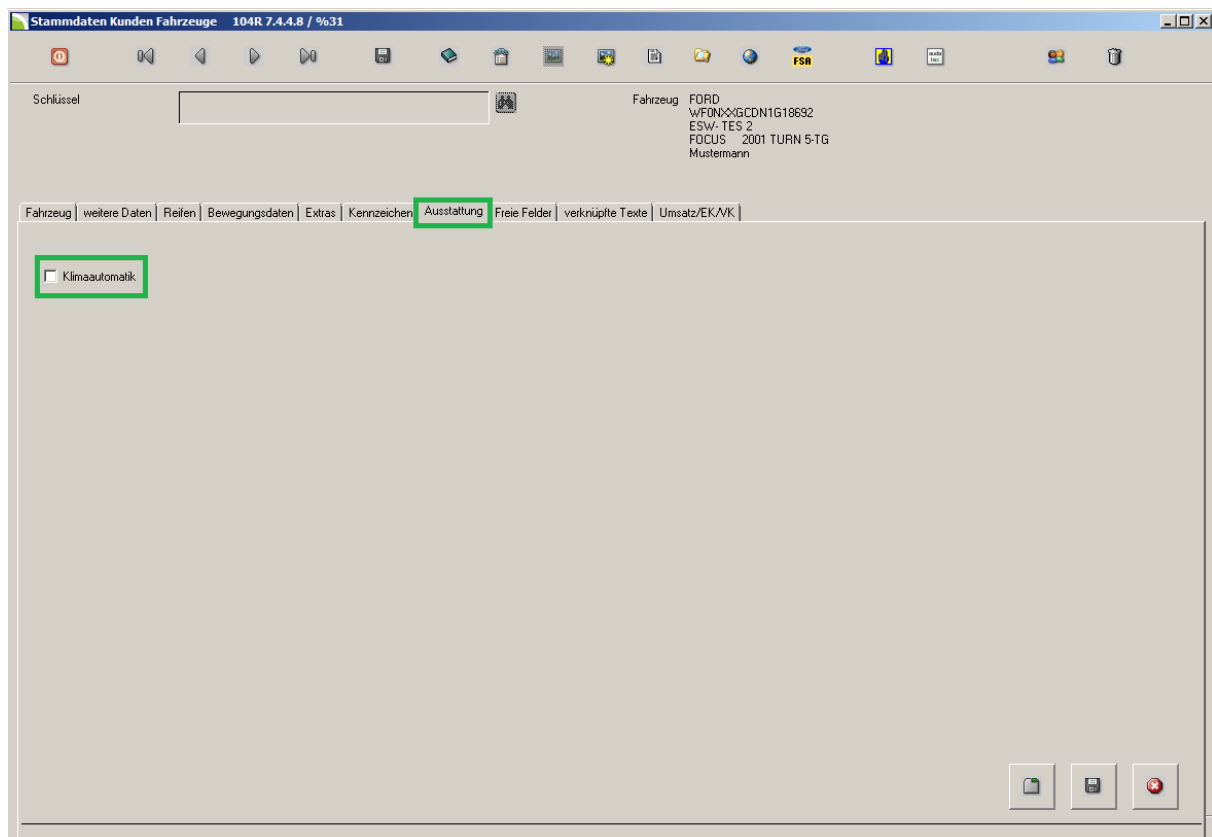 Stammdaten Kunden Fahrzeuge 104R 7.4.4.8 / %31
FSA
Schlüssel
Fahrzeug
FORD
WF0NXXGCDN1G18692
ESW- TES 2
FOCUS 2001 TURN 5-TG
Mustermann
Fahrzeug weitere Daten Reifen Bewegungsdaten Extras Kennzeichen Ausstattung Freie Felder verknüpfte Texte Umsatz/EK/VK
Klimaautomatik